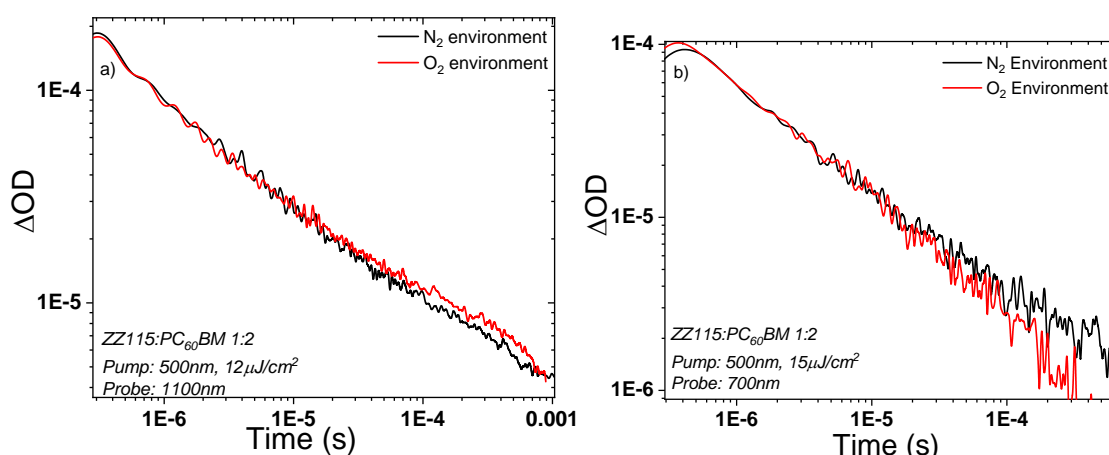 a)
N₂ environment
O₂ environment
1E-4
1E-5
ΔOD
ZZ115:PC₆₀BM 1:2
Pump: 500nm, 12μJ/cm²
Probe: 1100nm
1E-6 1E-5 1E-4 0.001
Time (s)
b)
N₂ Environment
O₂ Environment
1E-4
1E-5
1E-6
ΔOD
ZZ115:PC₆₀BM 1:2
Pump: 500nm, 15μJ/cm²
Probe: 700nm
1E-6 1E-5 1E-4
Time (s)